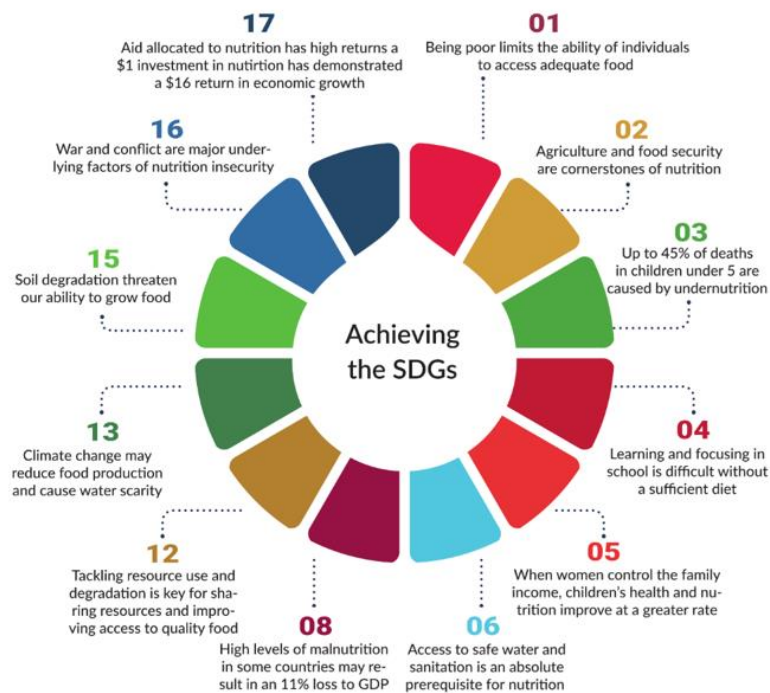 17
Aid allocated to nutrition has high returns a
$1 investment in nutirtion has demonstrated
a $16 return in economic growth
01
Being poor limits the ability of individuals
to access adequate food
16
War and conflict are major under-
lying factors of nutrition insecurity
02
Agriculture and food security
are cornerstones of nutrition
15
Soil degradation threaten
our ability to grow food
03
Up to 45% of deaths
in children under 5 are
caused by undernutrition
Achieving
the SDGs
13
Climate change may
reduce food production
and cause water scarity
04
Learning and focusing in
school is difficult without
a sufficient diet
12
Tackling resource use and
degradation is key for sha-
ring resources and impro-
ving access to quality food
05
When women control the family
income, children's health and nu-
trition improve at a greater rate
08
High levels of malnutrition
in some countries may re-
sult in an 11% loss to GDP
06
Access to safe water and
sanitation is an absolute
prerequisite for nutrition